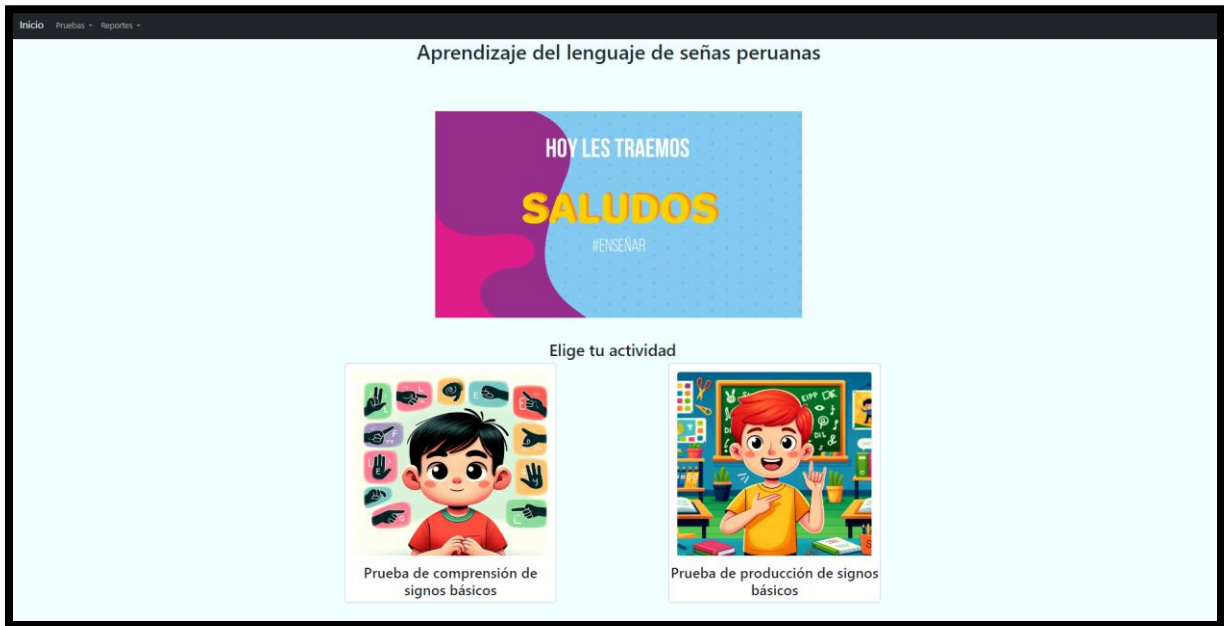 Inicio Pruebas Reportes
Aprendizaje del lenguaje de señas peruanas
HOY LES TRAEMOS
SALUDOS
#ENSEÑAR
Elige tu actividad
Prueba de comprensión de
signos básicos
Prueba de producción de signos
básicos